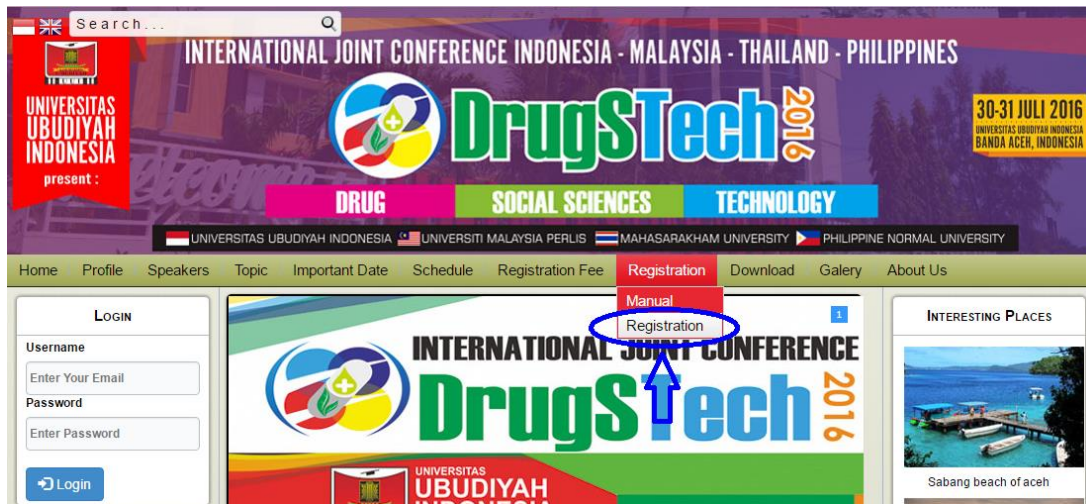 Search...
INTERNATIONAL JOINT CONFERENCE INDONESIA - MALAYSIA - THAILAND - PHILIPPINES
UNIVERSITAS
UBUDIYAH
INDONESIA
present :
DrugSTech 2016
30-31 JULI 2016
UNIVERSITAS UBUDIYAH INDONESIA
BANDA ACEH, INDONESIA
Welcome
DRUG SOCIAL SCIENCES TECHNOLOGY
UNIVERSITAS UBUDIYAH INDONESIA UNIVERSITI MALAYSIA PERLIS MAHASARAKHAM UNIVERSITY PHILIPPINE NORMAL UNIVERSITY
Home Profile Speakers Topic Important Date Schedule Registration Fee Registration Download Galery About Us
Manual
Registration
LOGIN
Username
Enter Your Email
Password
Enter Password
Login
1
INTERNATIONAL JOINT CONFERENCE
DrugSTech 2016
UNIVERSITAS
UBUDIYAH
INDONESIA
INTERESTING PLACES
Sabang beach of aceh